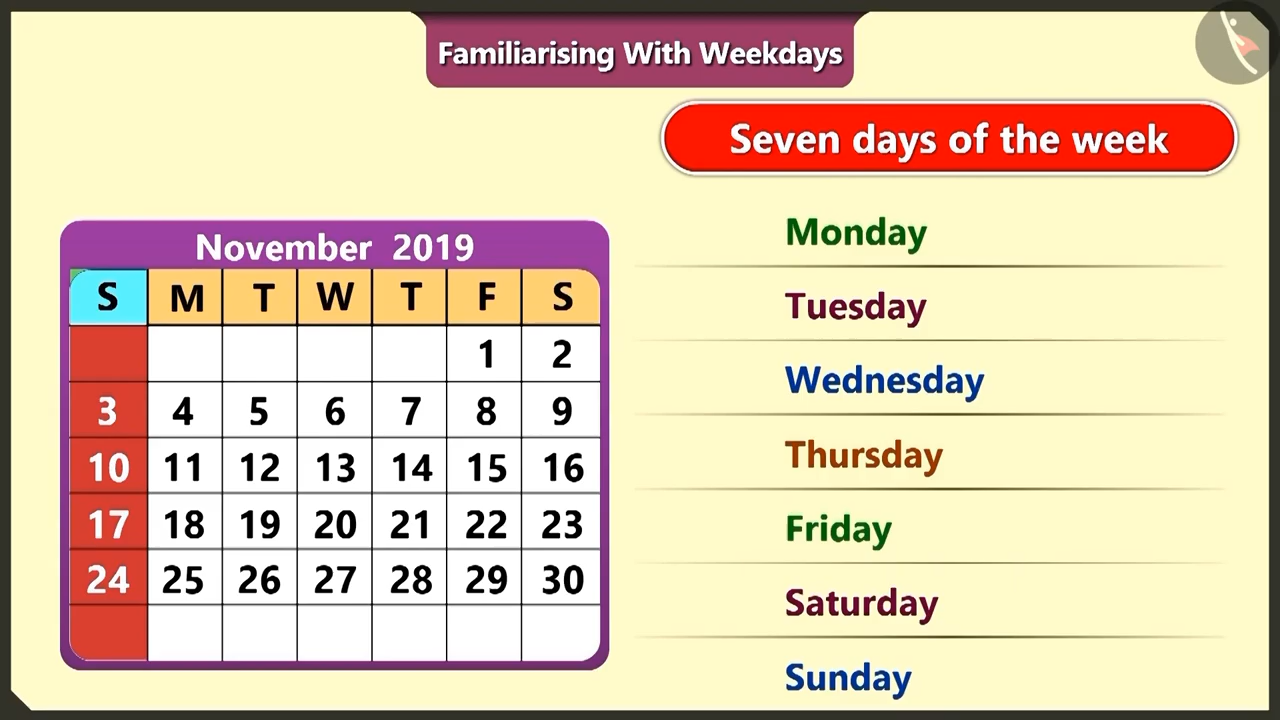 Familiarising With Weekdays
Seven days of the week
November 2019
S M T W T F S
1 2
3 4 5 6 7 8 9
10 11 12 13 14 15 16
17 18 19 20 21 22 23
24 25 26 27 28 29 30
Monday
Tuesday
Wednesday
Thursday
Friday
Saturday
Sunday